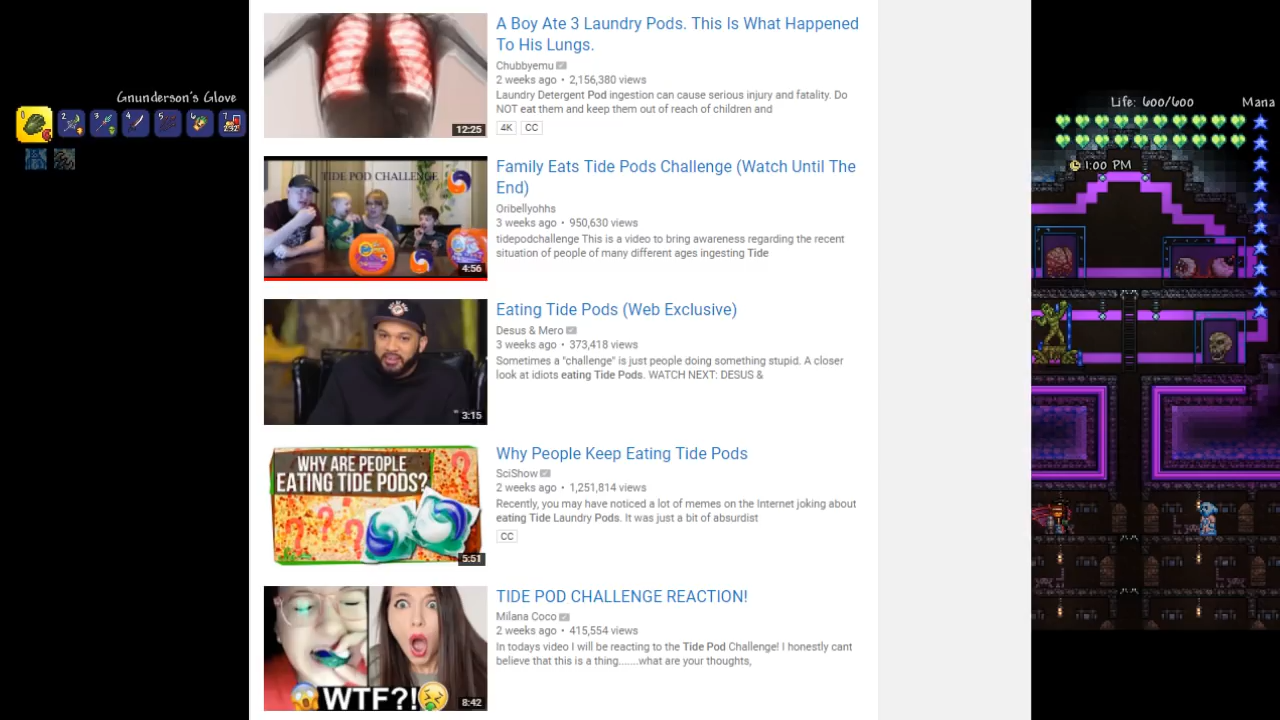 Gnunderson's Glove
1
2
3
4
5
6
7
232
A Boy Ate 3 Laundry Pods. This Is What Happened
To His Lungs.
Chubbyemu
2 weeks ago • 2,156,380 views
Laundry Detergent Pod ingestion can cause serious injury and fatality. Do
NOT eat them and keep them out of reach of children and
4K CC
12:25
TIDE POD CHALLENGE
4:56
Family Eats Tide Pods Challenge (Watch Until The
End)
Oribellyohhs
3 weeks ago • 950,630 views
tidepodchallenge This is a video to bring awareness regarding the recent
situation of people of many different ages ingesting Tide
3:15
Eating Tide Pods (Web Exclusive)
Desus & Mero
3 weeks ago • 373,418 views
Sometimes a "challenge" is just people doing something stupid. A closer
look at idiots eating Tide Pods. WATCH NEXT: DESUS &
WHY ARE PEOPLE
EATING TIDE PODS?
5:51
Why People Keep Eating Tide Pods
SciShow
2 weeks ago • 1,251,814 views
Recently, you may have noticed a lot of memes on the Internet joking about
eating Tide Laundry Pods. It was just a bit of absurdist
CC
WTF?!
8:42
TIDE POD CHALLENGE REACTION!
Milana Coco
2 weeks ago • 415,554 views
In todays video I will be reacting to the Tide Pod Challenge! I honestly cant
believe that this is a thing.......what are your thoughts,
Life: 600/600
Mana
1:00 PM